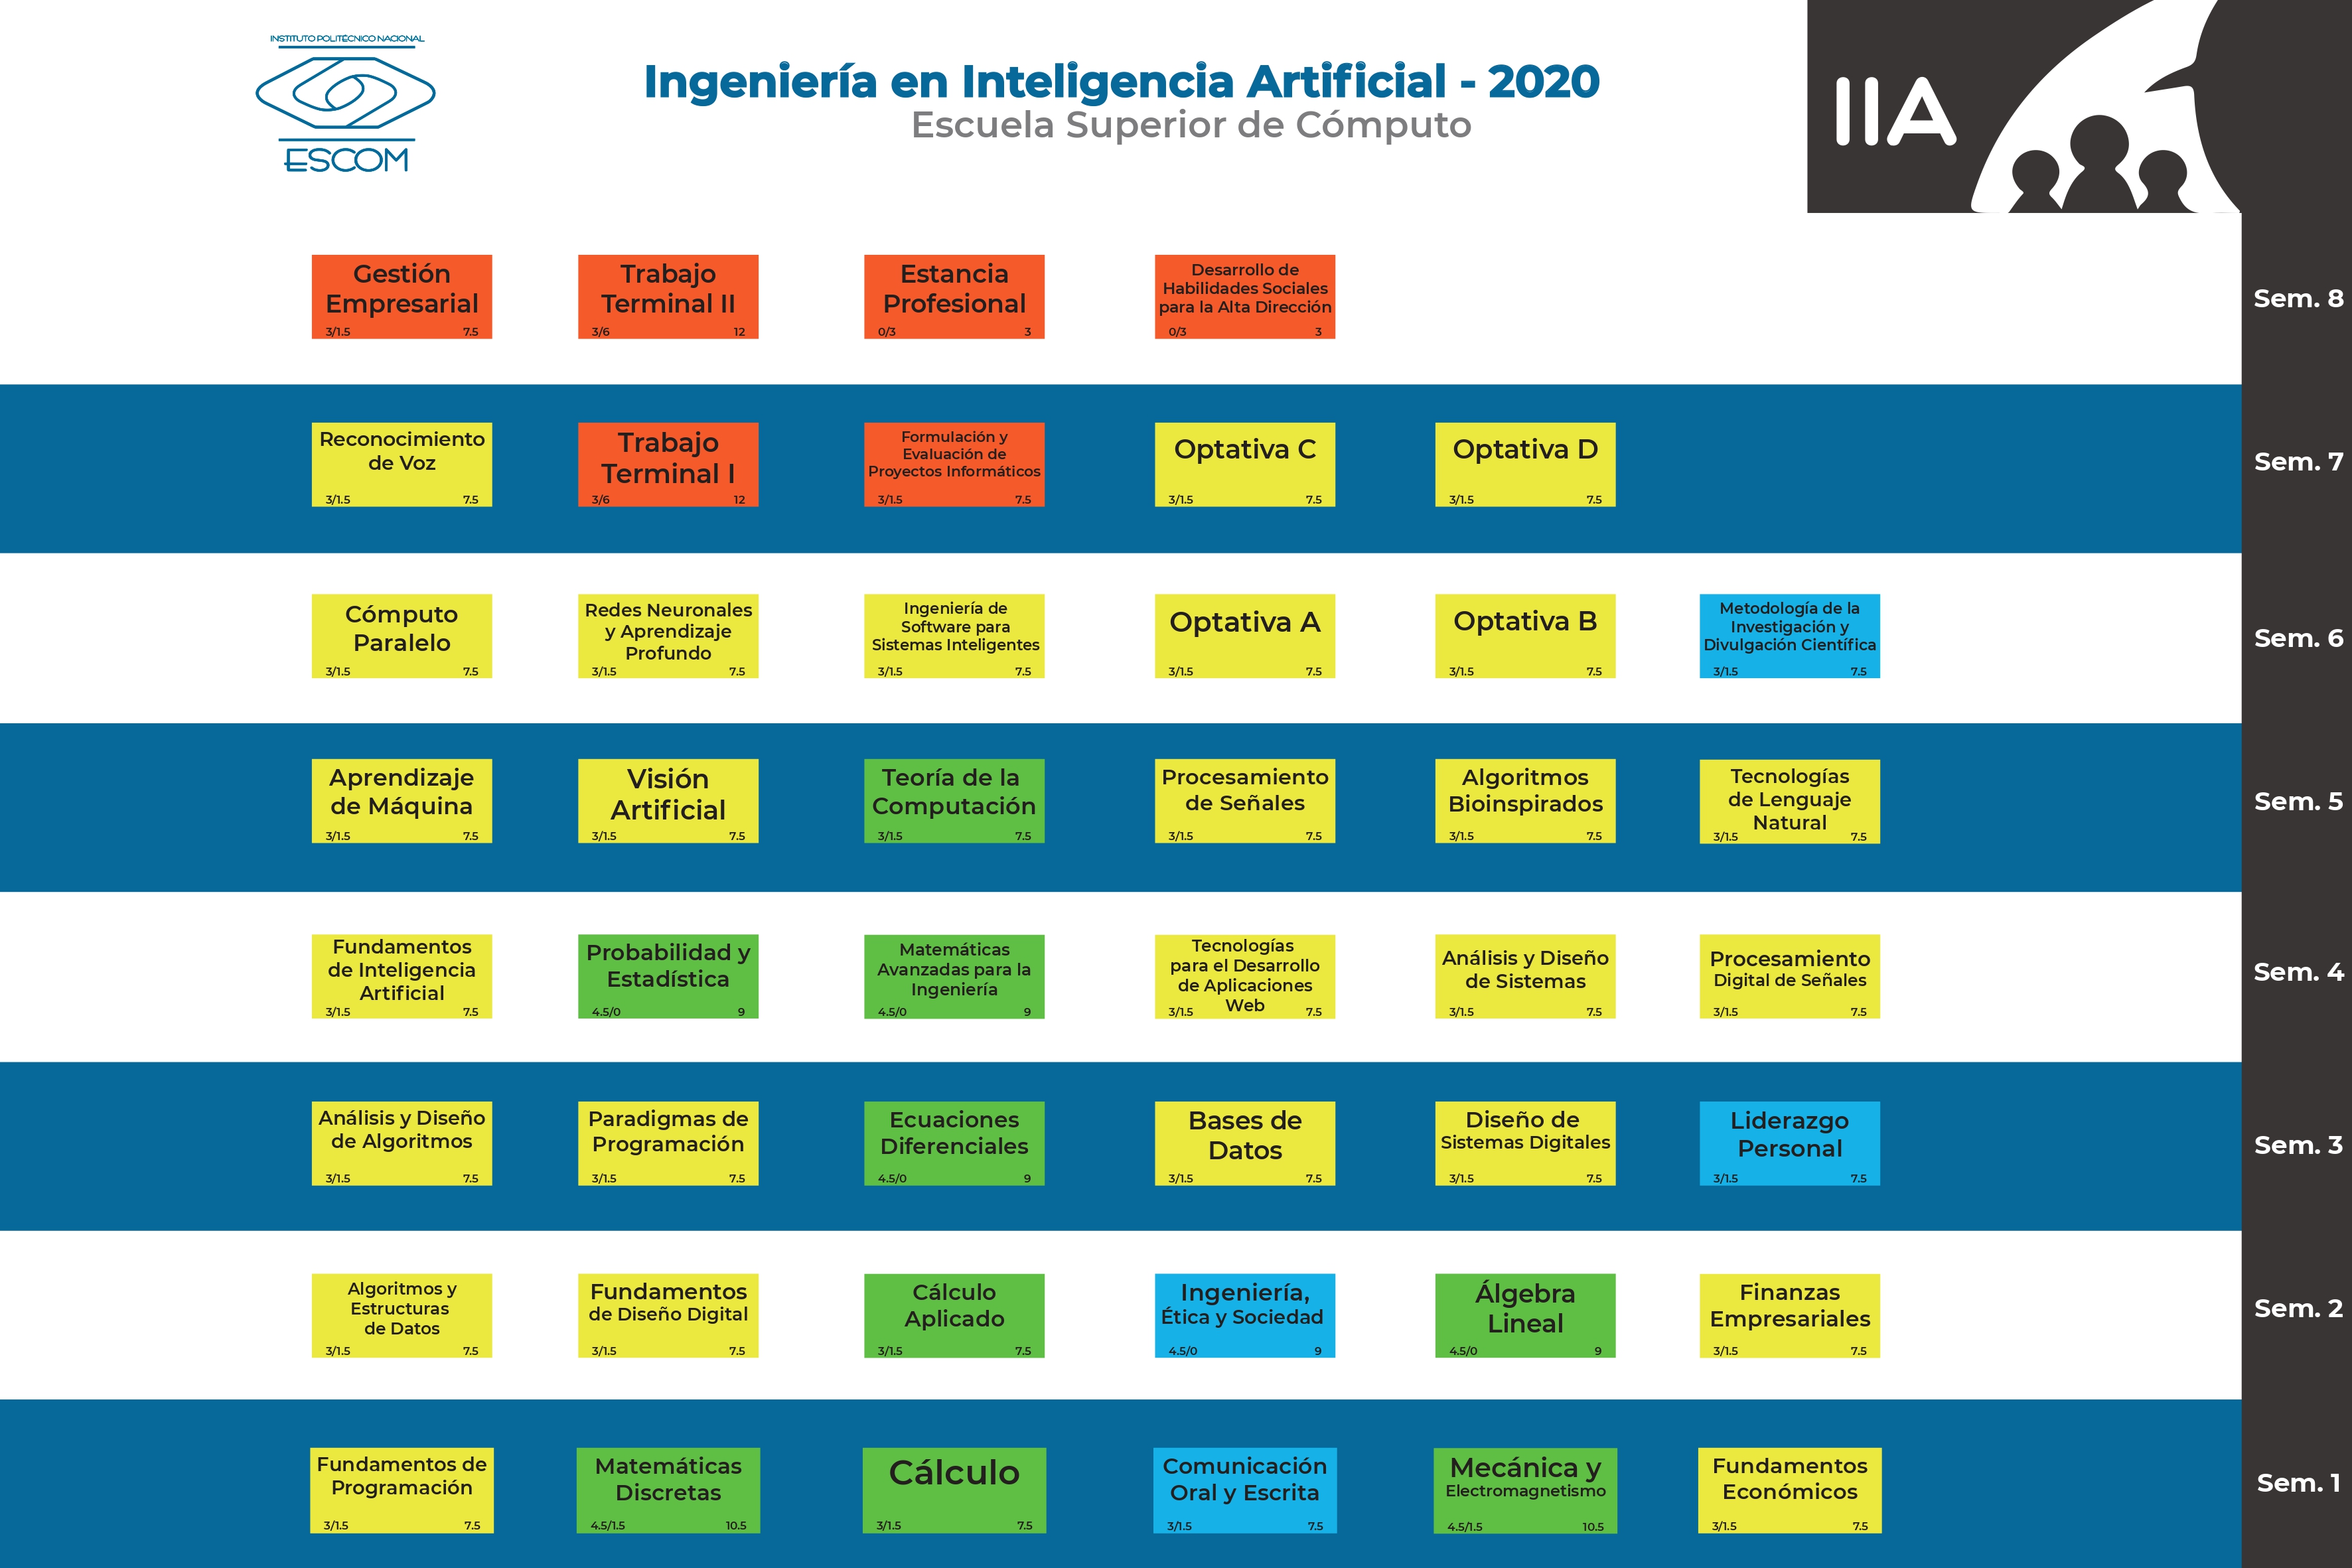 INSTITUTO POLITÉCNICO NACIONAL
ESCOM
Ingeniería en Inteligencia Artificial - 2020
Escuela Superior de Cómputo
IIA
Gestión
Empresarial
3/1.5 7.5
Trabajo
Terminal II
3/6 12
Estancia
Profesional
0/3 3
Desarrollo de
Habilidades Sociales
para la Alta Dirección
0/3 3
Sem. 8
Reconocimiento
de Voz
3/1.5 7.5
Trabajo
Terminal I
3/6 12
Formulación y
Evaluación de
Proyectos Informáticos
3/1.5 7.5
Optativa C
3/1.5 7.5
Optativa D
3/1.5 7.5
Sem. 7
Cómputo
Paralelo
3/1.5 7.5
Redes Neuronales
y Aprendizaje
Profundo
3/1.5 7.5
Ingeniería de
Software para
Sistemas Inteligentes
3/1.5 7.5
Optativa A
3/1.5 7.5
Optativa B
3/1.5 7.5
Metodología de la
Investigación y
Divulgación Científica
3/1.5 7.5
Sem. 6
Aprendizaje
de Máquina
3/1.5 7.5
Visión
Artificial
3/1.5 7.5
Teoría de la
Computación
3/1.5 7.5
Procesamiento
de Señales
3/1.5 7.5
Algoritmos
Bioinspirados
3/1.5 7.5
Tecnologías
de Lenguaje
Natural
3/1.5 7.5
Sem. 5
Fundamentos
de Inteligencia
Artificial
3/1.5 7.5
Probabilidad y
Estadística
4.5/0 9
Matemáticas
Avanzadas para la
Ingeniería
4.5/0 9
Tecnologías
para el Desarrollo
de Aplicaciones
Web
3/1.5 7.5
Análisis y Diseño
de Sistemas
3/1.5 7.5
Procesamiento
Digital de Señales
3/1.5 7.5
Sem. 4
Análisis y Diseño
de Algoritmos
3/1.5 7.5
Paradigmas de
Programación
3/1.5 7.5
Ecuaciones
Diferenciales
4.5/0 9
Bases de
Datos
3/1.5 7.5
Diseño de
Sistemas Digitales
3/1.5 7.5
Liderazgo
Personal
3/1.5 7.5
Sem. 3
Algoritmos y
Estructuras
de Datos
3/1.5 7.5
Fundamentos
de Diseño Digital
3/1.5 7.5
Cálculo
Aplicado
3/1.5 7.5
Ingeniería,
Ética y Sociedad
4.5/0 9
Álgebra
Lineal
4.5/0 9
Finanzas
Empresariales
3/1.5 7.5
Sem. 2
Fundamentos de
Programación
3/1.5 7.5
Matemáticas
Discretas
4.5/1.5 10.5
Cálculo
3/1.5 7.5
Comunicación
Oral y Escrita
3/1.5 7.5
Mecánica y
Electromagnetismo
4.5/1.5 10.5
Fundamentos
Económicos
3/1.5 7.5
Sem. 1